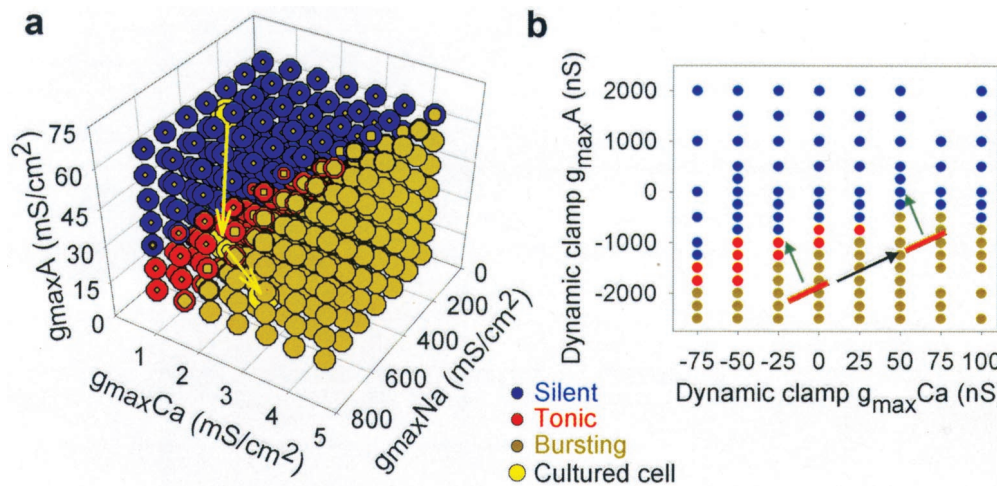 a
gmaxA (mS/cm²)
75
60
45
30
15
0
1
2
3
4
5
gmaxCa (mS/cm²)
0
200
400
600
800
gmaxNa (mS/cm²)
Silent
Tonic
Bursting
Cultured cell
b
Dynamic clamp gmaxA (nS)
2000
1000
0
-1000
-2000
-75 -50 -25 0 25 50 75 100
Dynamic clamp gmaxCa (nS